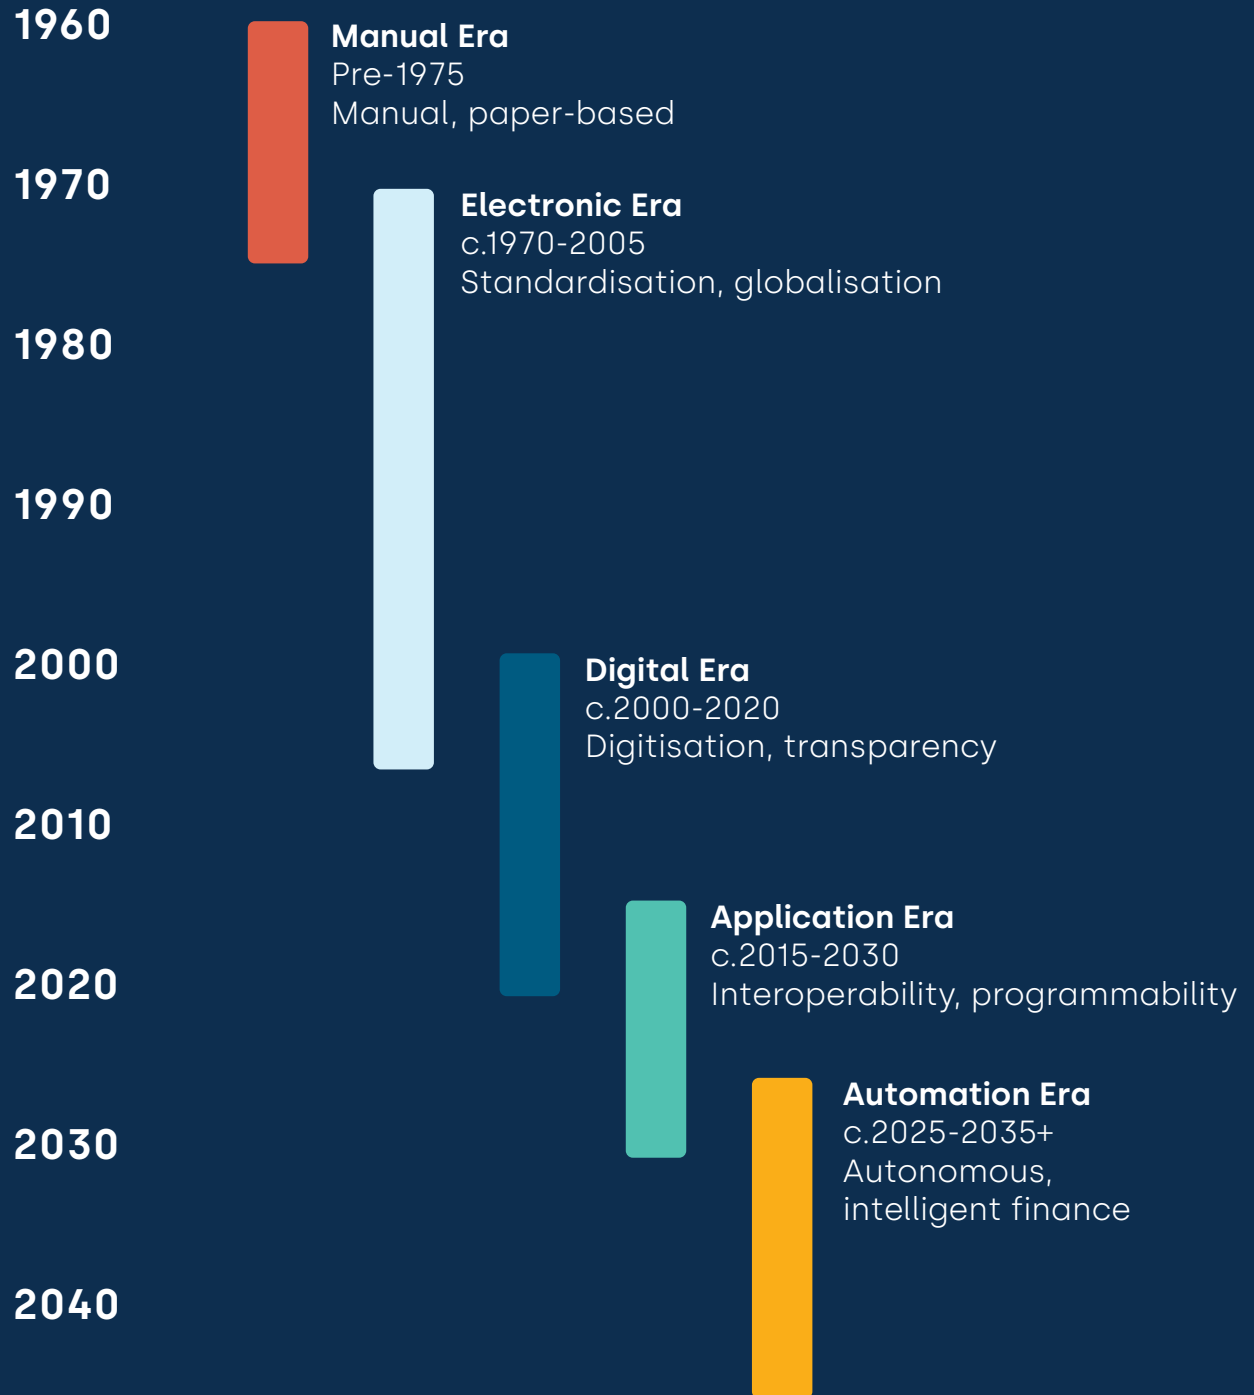 1960
Manual Era
Pre-1975
Manual, paper-based
1970
Electronic Era
c.1970-2005
Standardisation, globalisation
1980
1990
2000
Digital Era
c.2000-2020
Digitisation, transparency
2010
Application Era
c.2015-2030
Interoperability, programmability
2020
Automation Era
c.2025-2035+
Autonomous,
intelligent finance
2030
2040